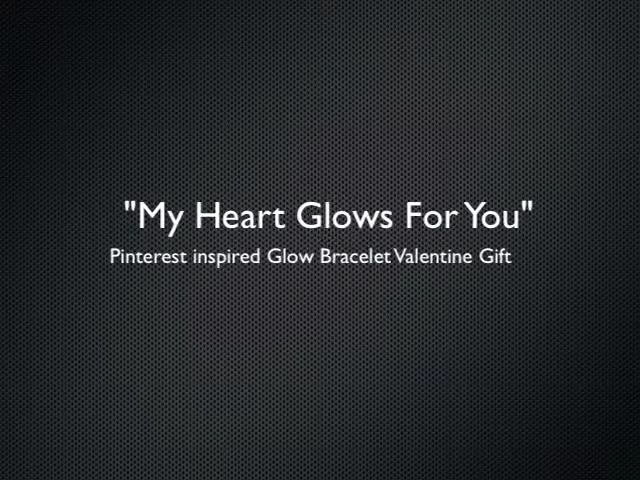 "My Heart Glows For You"
Pinterest inspired Glow Bracelet Valentine Gift